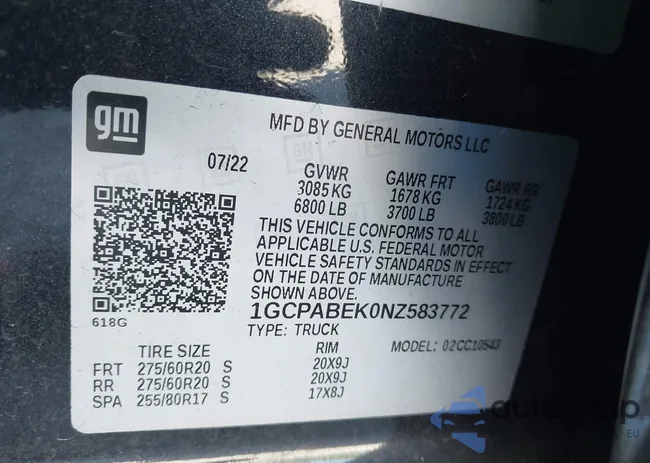 gm
MFD BY GENERAL MOTORS LLC
07/22 GVWR GAWR FRT GAWR RR
3085 KG 1678 KG 1724 KG
6800 LB 3700 LB 3800 LB
THIS VEHICLE CONFORMS TO ALL
APPLICABLE U.S. FEDERAL MOTOR
VEHICLE SAFETY STANDARDS IN EFFECT
ON THE DATE OF MANUFACTURE
SHOWN ABOVE.
618G
1GCPABEK0NZ583772
TYPE: TRUCK MODEL: 02CC10543
TIRE SIZE RIM
FRT 275/60R20 S 20X9J
RR 275/60R20 S 20X9J
SPA 255/80R17 S 17X8J
.EU